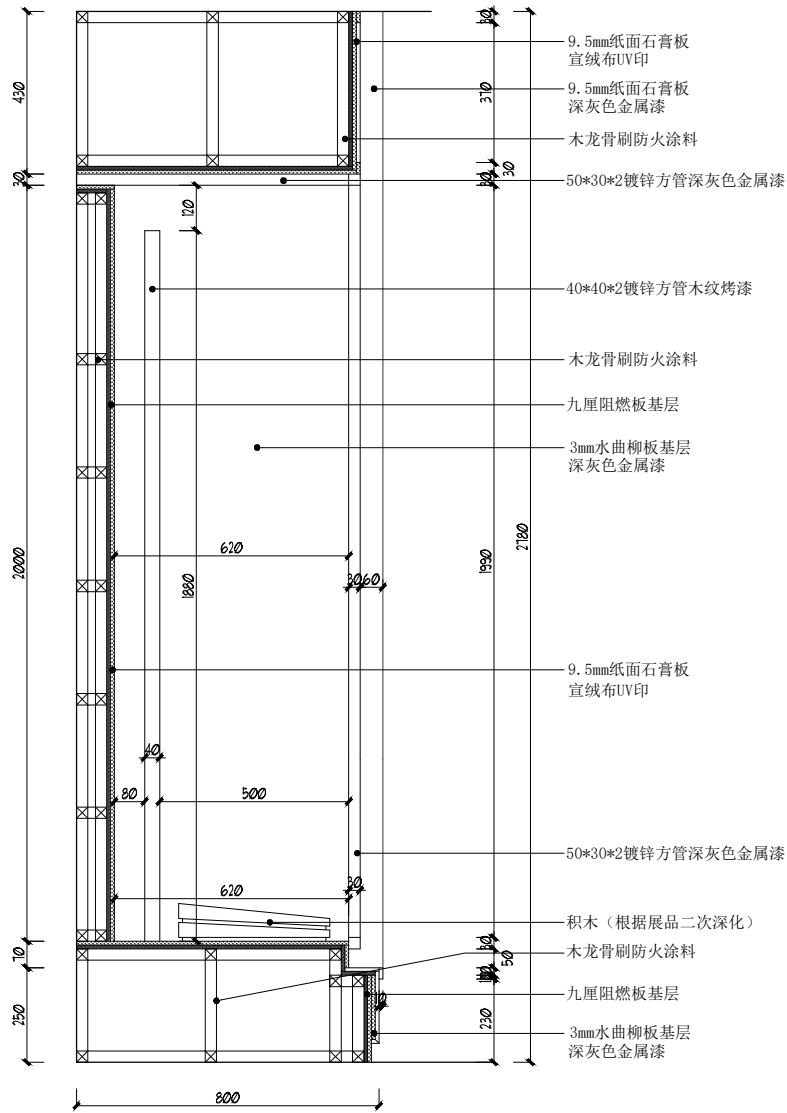 30
9.5mm纸面石膏板
宣绒布UV印
430
370
9.5mm纸面石膏板
深灰色金属漆
木龙骨刷防火涂料
30
30
30
50*30*2镀锌方管深灰色金属漆
120
40*40*2镀锌方管木纹烤漆
木龙骨刷防火涂料
九厘阻燃板基层
3mm水曲柳板基层
深灰色金属漆
2000
620
1880
30
60
1990
2780
9.5mm纸面石膏板
宣绒布UV印
40
80
500
50*30*2镀锌方管深灰色金属漆
620
30
积木（根据展品二次深化）
木龙骨刷防火涂料
70
30
50
九厘阻燃板基层
250
10
230
3mm水曲柳板基层
深灰色金属漆
800